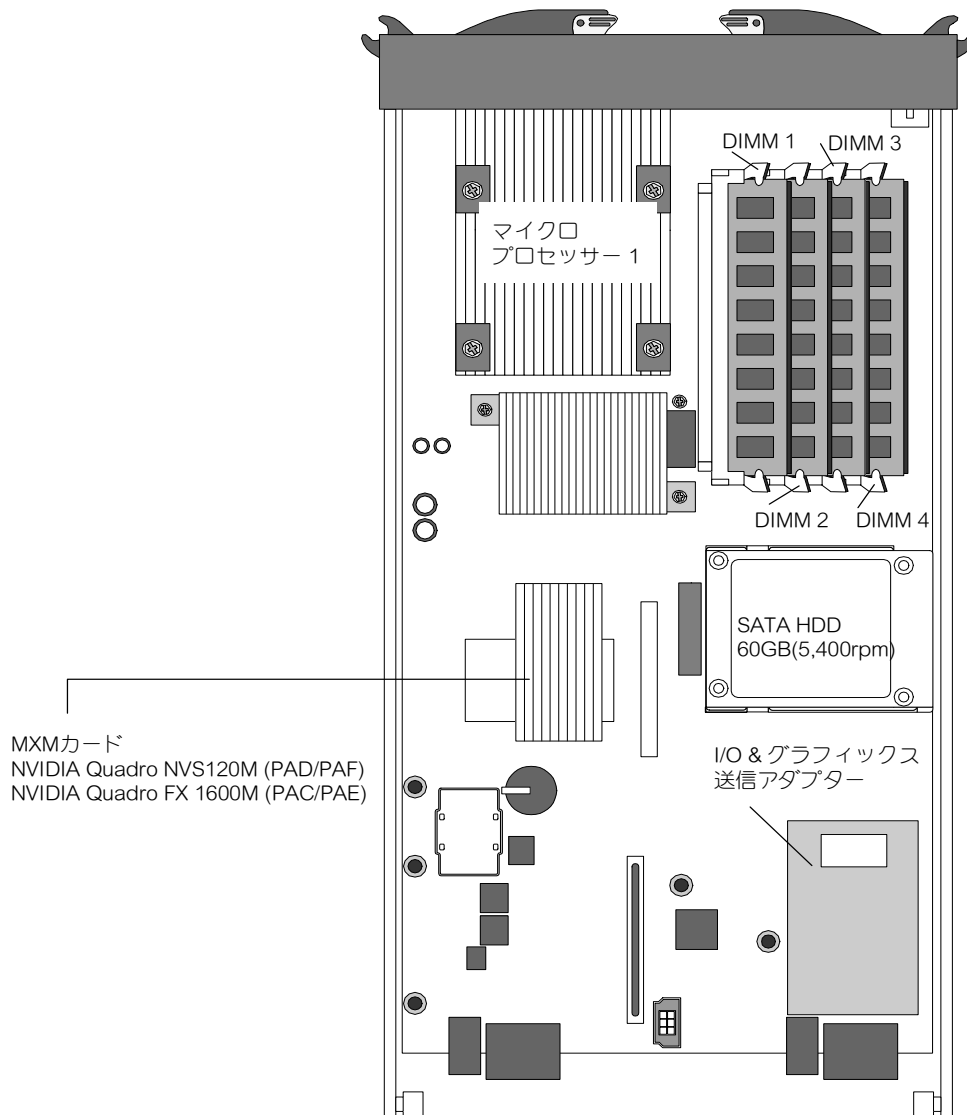 DIMM 1
DIMM 3
マイクロ
プロセッサー 1
DIMM 2
DIMM 4
SATA HDD
60GB(5,400rpm)
MXMカード
NVIDIA Quadro NVS120M (PAD/PAF)
NVIDIA Quadro FX 1600M (PAC/PAE)
I/O & グラフィックス
送信アダプター